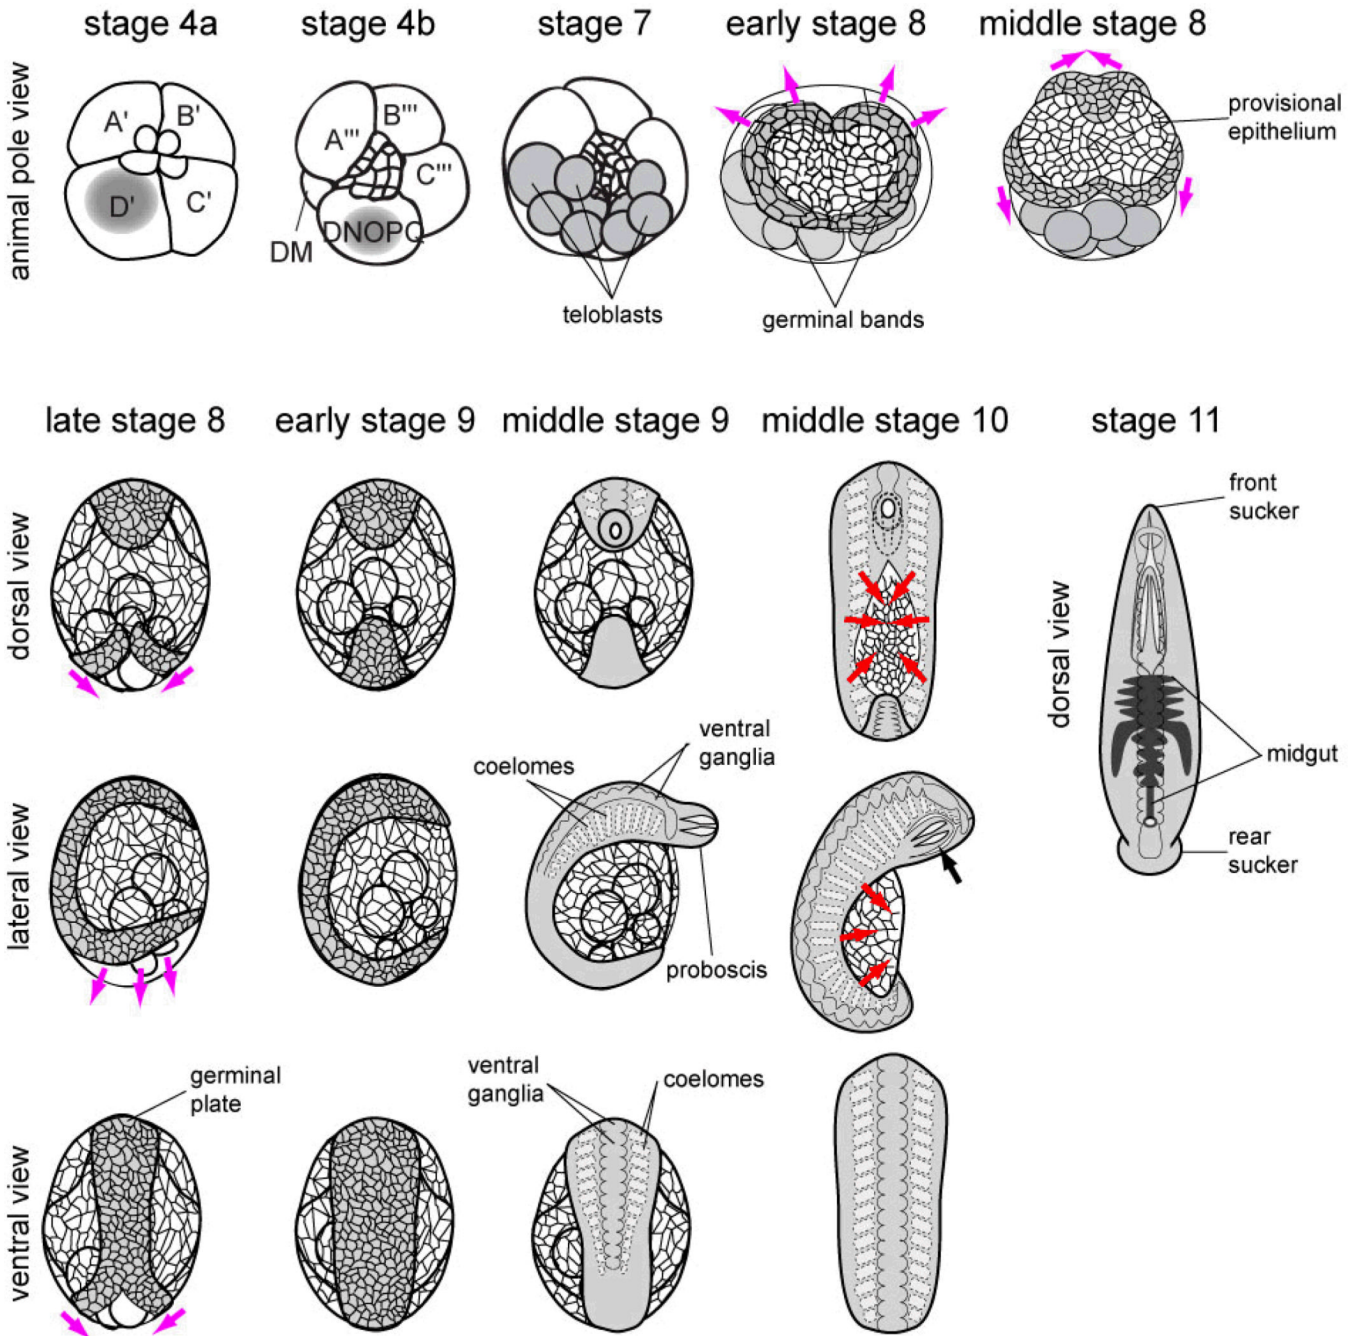 stage 4a
stage 4b
stage 7
early stage 8
middle stage 8
animal pole view
A'
B'
D'
C'
A'''
B'''
C'''
DNOPQ
DM
teloblasts
germinal bands
provisional
epithelium
late stage 8
early stage 9
middle stage 9
middle stage 10
stage 11
dorsal view
front
sucker
dorsal view
midgut
rear
sucker
lateral view
coelomes
ventral
ganglia
proboscis
ventral view
germinal
plate
ventral
ganglia
coelomes